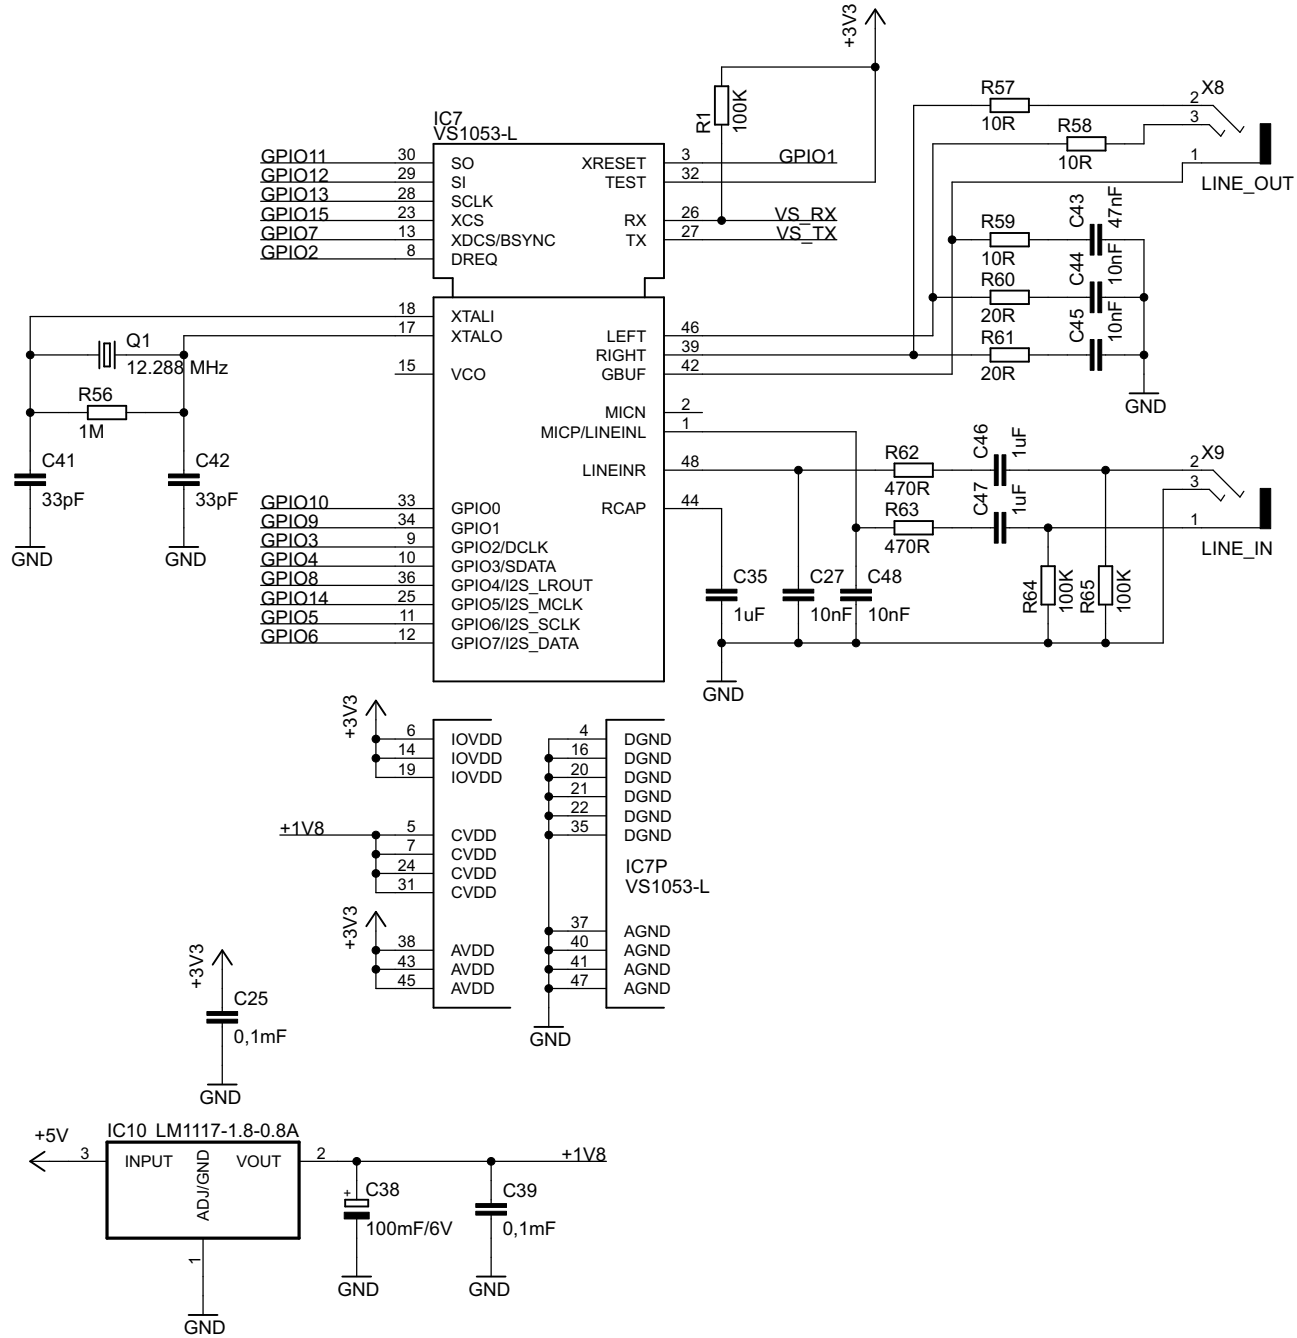 +3V3
IC7
VS1053-L
GPIO11 30 SO
GPIO12 29 SI
GPIO13 28 SCLK
GPIO15 23 XCS
GPIO7 13 XDCS/BSYNC
GPIO2 8 DREQ
XRESET 3 GPIO1
TEST 32
RX 26 VS_RX
TX 27 VS_TX
R1
100K
R57
10R
R58
10R
X8
2
3
1
LINE_OUT
R59
10R
C43
47nF
R60
20R
C44
10nF
R61
20R
C45
10nF
GND
18 XTALI
17 XTALO
15 VCO
Q1
12.288 MHz
R56
1M
C41
33pF
GND
C42
33pF
GND
LEFT 46
RIGHT 39
GBUF 42
MICN 2
MICP/LINEINL 1
LINEINR 48
RCAP 44
GPIO10 33 GPIO0
GPIO9 34 GPIO1
GPIO3 9 GPIO2/DCLK
GPIO4 10 GPIO3/SDATA
GPIO8 36 GPIO4/I2S_LROUT
GPIO14 25 GPIO5/I2S_MCLK
GPIO5 11 GPIO6/I2S_SCLK
GPIO6 12 GPIO7/I2S_DATA
R62
470R
C46
1uF
R63
470R
C47
1uF
X9
2
3
1
LINE_IN
C35
1uF
C27
10nF
C48
10nF
R64
100K
R65
100K
GND
+3V3
6 IOVDD
14 IOVDD
19 IOVDD
+1V8
5 CVDD
7 CVDD
24 CVDD
31 CVDD
+3V3
38 AVDD
43 AVDD
45 AVDD
4 DGND
16 DGND
20 DGND
21 DGND
22 DGND
35 DGND
IC7P
VS1053-L
37 AGND
40 AGND
41 AGND
47 AGND
GND
+3V3
C25
0,1mF
GND
IC10 LM1117-1.8-0.8A
+5V
3 INPUT
VOUT 2
ADJ/GND
1
GND
+1V8
+
C38
100mF/6V
GND
C39
0,1mF
GND